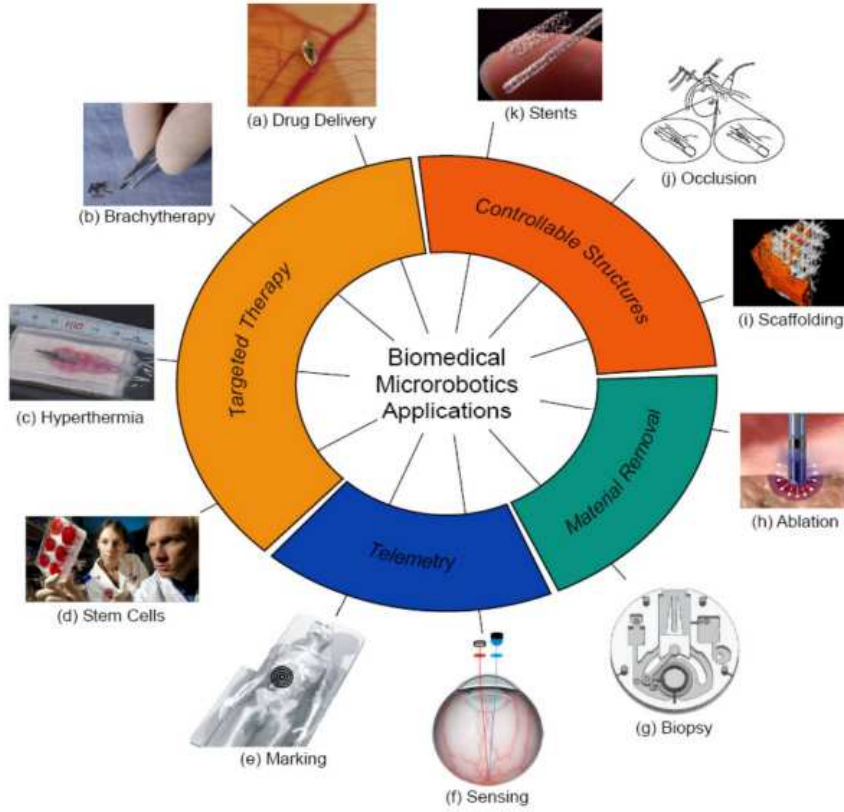 (a) Drug Delivery
(k) Stents
(b) Brachytherapy
(j) Occlusion
(c) Hyperthermia
(i) Scaffolding
(d) Stem Cells
(h) Ablation
(e) Marking
(f) Sensing
(g) Biopsy
Targeted Therapy
Controllable Structures
Material Removal
Telemetry
Biomedical
Microrobotics
Applications